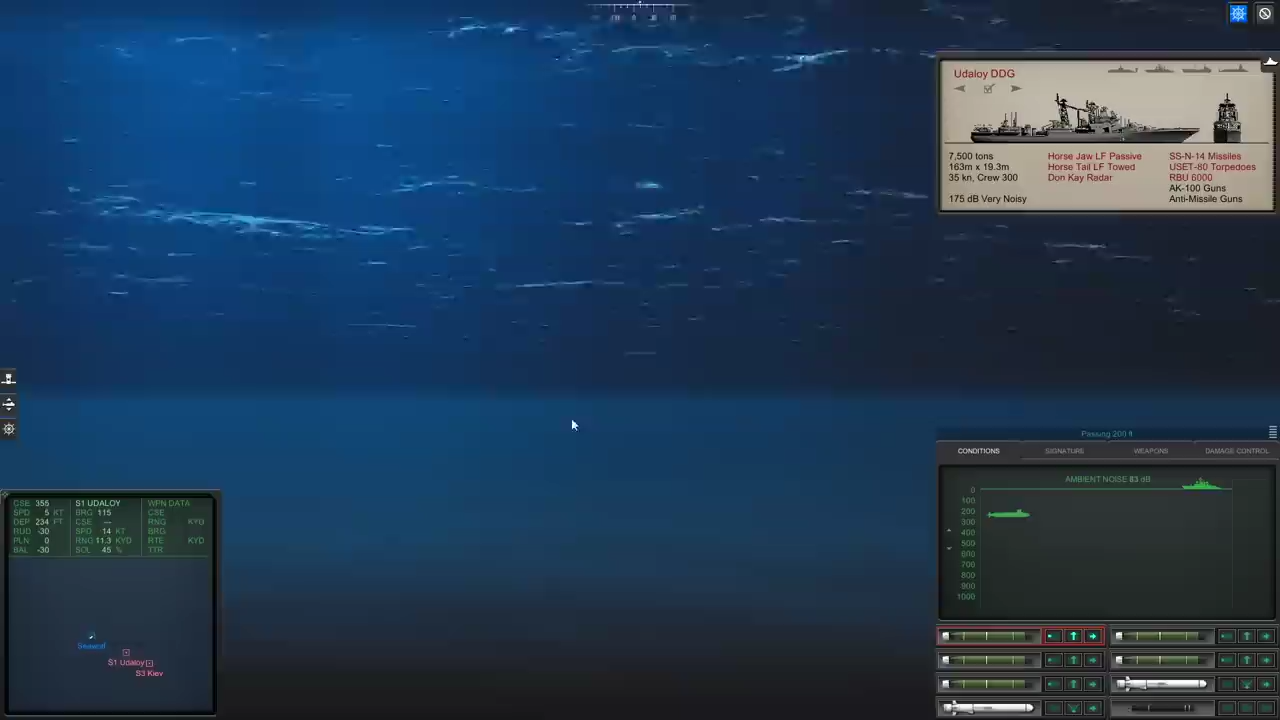 Udaloy DDG
7,500 tons
163m x 19.3m
35 kn, Crew 300
175 dB Very Noisy
Horse Jaw LF Passive
Horse Tail LF Towed
Don Kay Radar
SS-N-14 Missiles
USET-80 Torpedoes
RBU 6000
AK-100 Guns
Anti-Missile Guns
Passing 200 ft
CONDITIONS SIGNATURE WEAPONS DAMAGE CONTROL
AMBIENT NOISE 83 dB
0
100
200
300
400
500
600
700
800
900
1000
CSE 355 S1 UDALOY WPN DATA
SPD 5 KT BRG 115 CSE
DEP 234 FT CSE --- RNG KYD
RUD -30 SPD 14 KT BRG
PLN 0 RNG 11.3 KYD RTE KYD
BAL -30 SOL 45 % TTR
Seawolf
S1 Udaloy
S3 Kiev